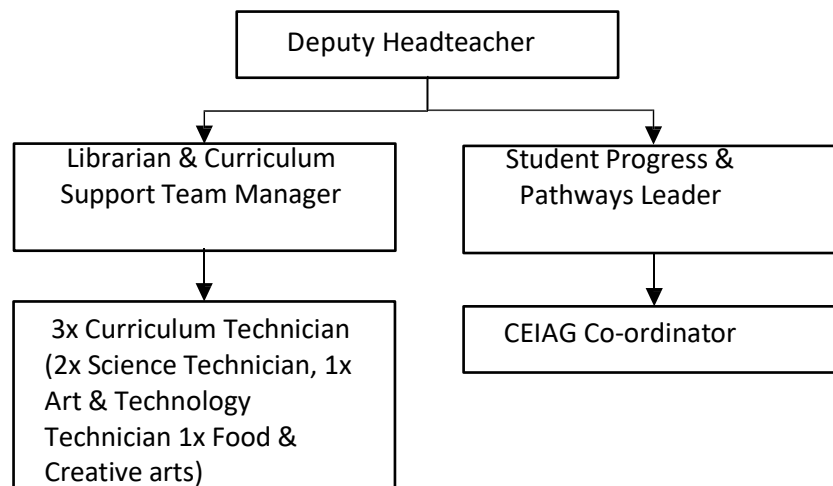 Deputy Headteacher
Librarian & Curriculum
Support Team Manager
Student Progress &
Pathways Leader
3x Curriculum Technician
(2x Science Technician, 1x
Art & Technology
Technician 1x Food &
Creative arts)
CEIAG Co-ordinator